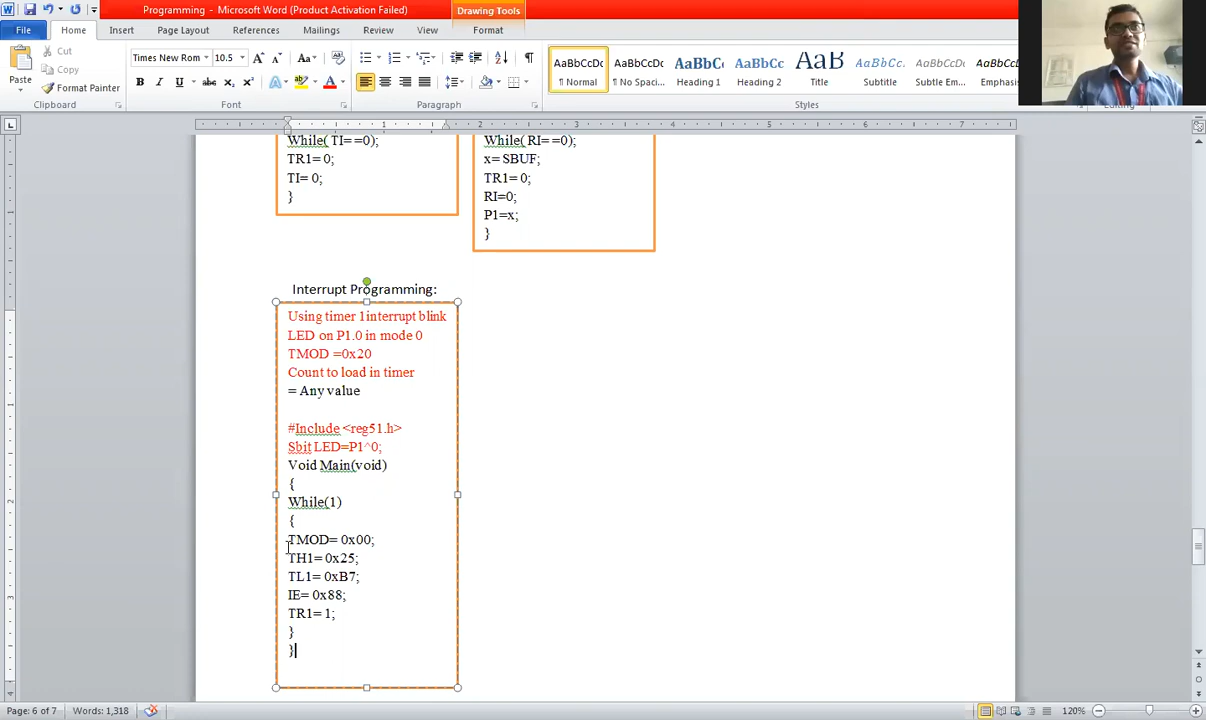 Programming - Microsoft Word (Product Activation Failed)
Drawing Tools
File
Home
Insert
Page Layout
References
Mailings
Review
View
Format
Paste
Cut
Copy
Format Painter
Clipboard
Times New Rom
10.5
Font
Paragraph
AaBbCcDc
¶ Normal
AaBbCcDc
¶ No Spaci...
AaBbCc
Heading 1
AaBbCc
Heading 2
AaB
Title
AaBbCc.
Subtitle
AaBbCcDc
Subtle Em...
AaBbCcDc
Emphasis
Styles
While( TI==0);
TR1= 0;
TI= 0;
}
While( RI==0);
x= SBUF;
TR1= 0;
RI=0;
P1=x;
}
Interrupt Programming:
Using timer 1interrupt blink
LED on P1.0 in mode 0
TMOD =0x20
Count to load in timer
= Any value
#Include <reg51.h>
Sbit LED=P1^0;
Void Main(void)
{
While(1)
{
TMOD= 0x00;
TH1= 0x25;
TL1= 0xB7;
IE= 0x88;
TR1= 1;
}
}
Page: 6 of 7
Words: 1,318
120%